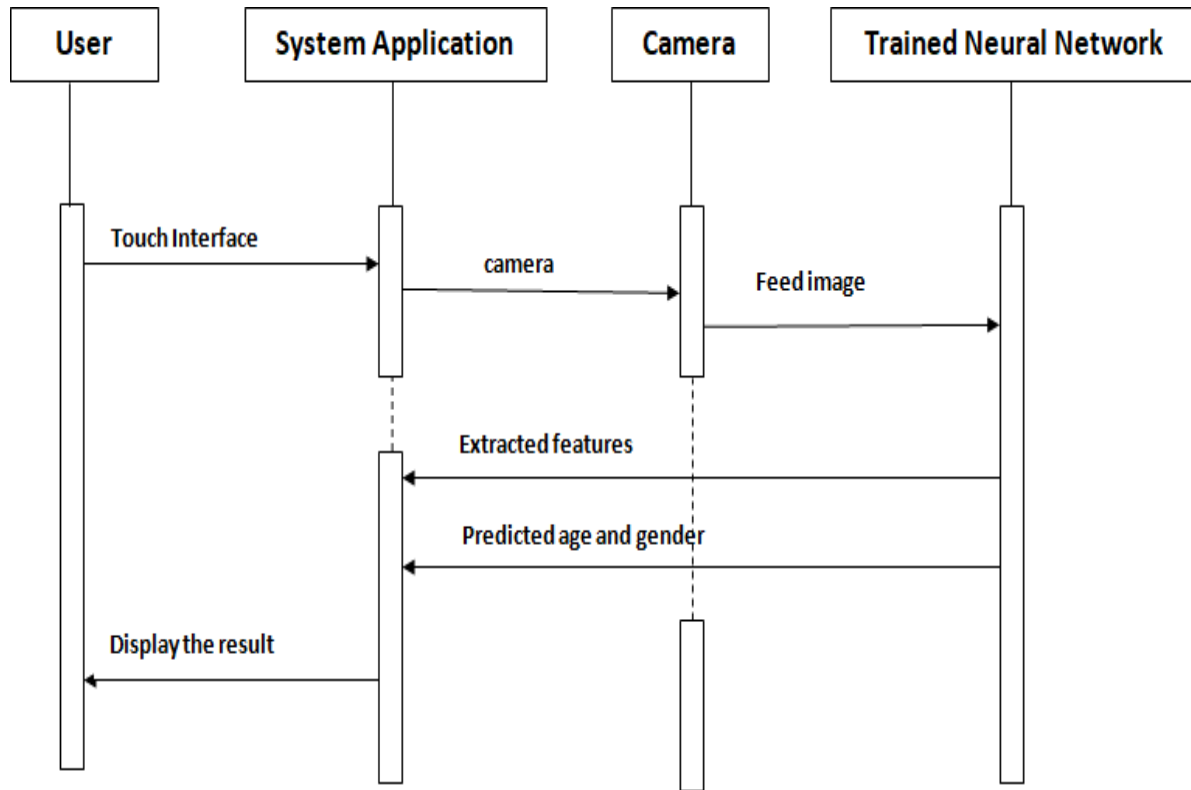 User
System Application
Camera
Trained Neural Network
Touch Interface
camera
Feed image
Extracted features
Predicted age and gender
Display the result